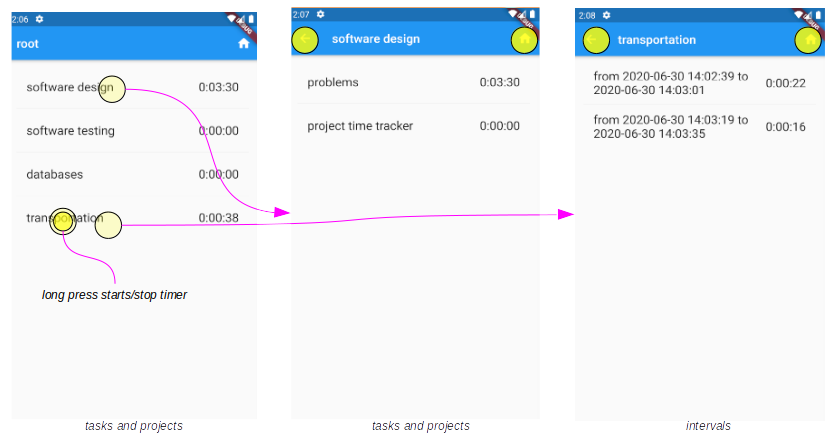 2:06
DEBUG
root
software design 0:03:30
software testing 0:00:00
databases 0:00:00
transportation 0:00:38
long press starts/stop timer
tasks and projects
2:07
DEBUG
software design
problems 0:03:30
project time tracker 0:00:00
tasks and projects
2:08
DEBUG
transportation
from 2020-06-30 14:02:39 to
2020-06-30 14:03:01 0:00:22
from 2020-06-30 14:03:19 to
2020-06-30 14:03:35 0:00:16
intervals